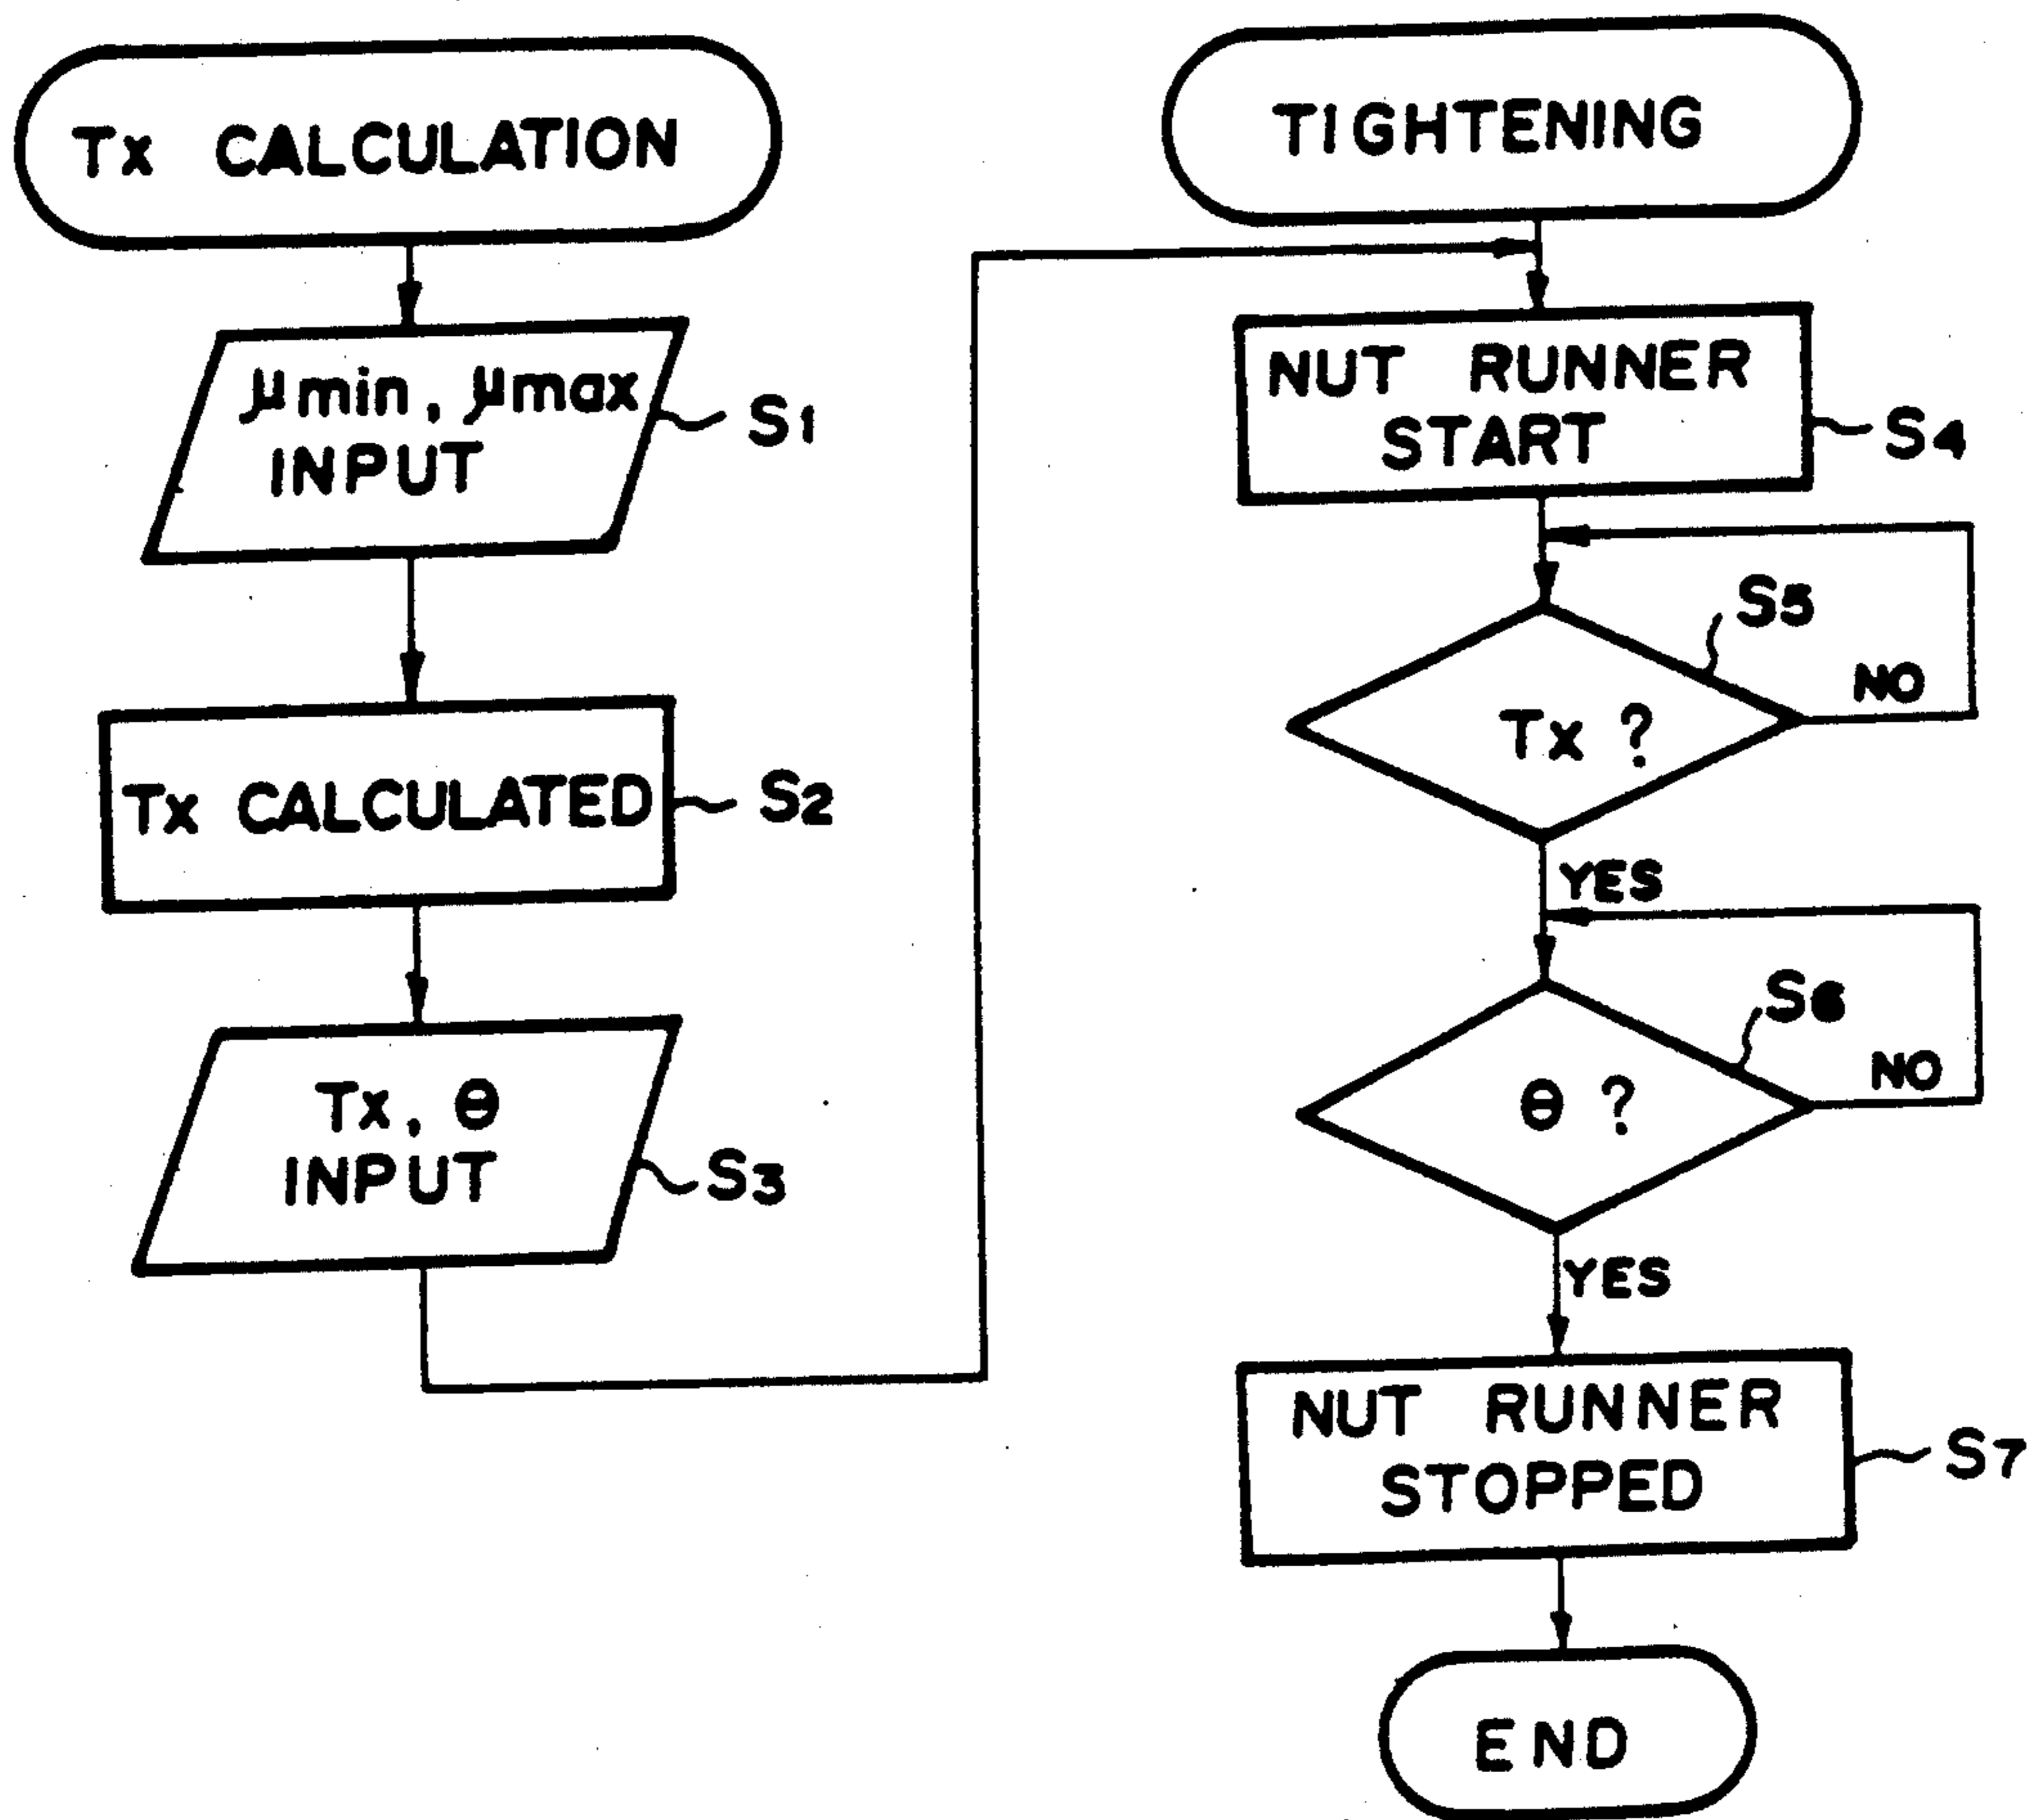 Tx CALCULATION
μmin, μmax
INPUT
S1
Tx CALCULATED
S2
Tx, θ
INPUT
S3
TIGHTENING
NUT RUNNER
START
S4
S5
Tx ?
NO
YES
S6
θ ?
NO
YES
NUT RUNNER
STOPPED
S7
END